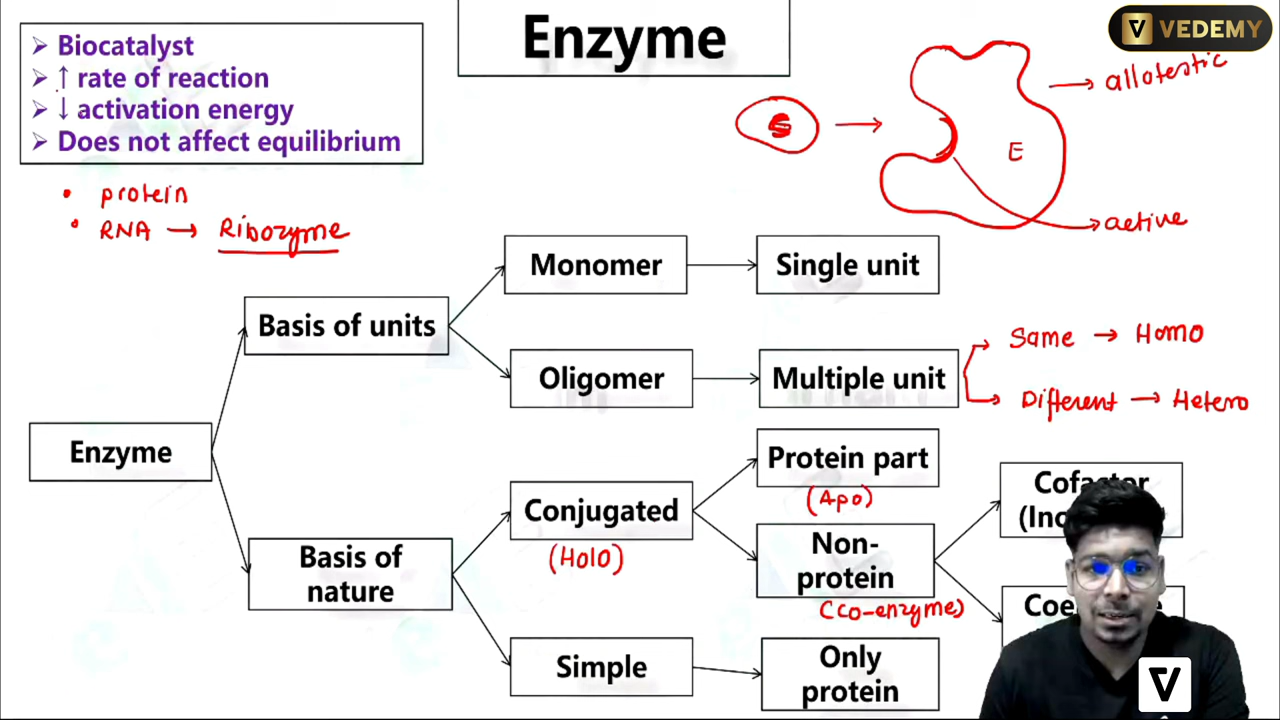 Enzyme
VEDEMY
➢ Biocatalyst
➢ ↑ rate of reaction
➢ ↓ activation energy
➢ Does not affect equilibrium
• protein
• RNA → Ribozyme
S
E
allotestic
active
Monomer
Single unit
Basis of units
Oligomer
Multiple unit
Same → Homo
Different → Hetero
Enzyme
Protein part
(Apo)
Conjugated
(Holo)
Non-
protein
(co-enzyme)
Basis of
nature
Simple
Only
protein